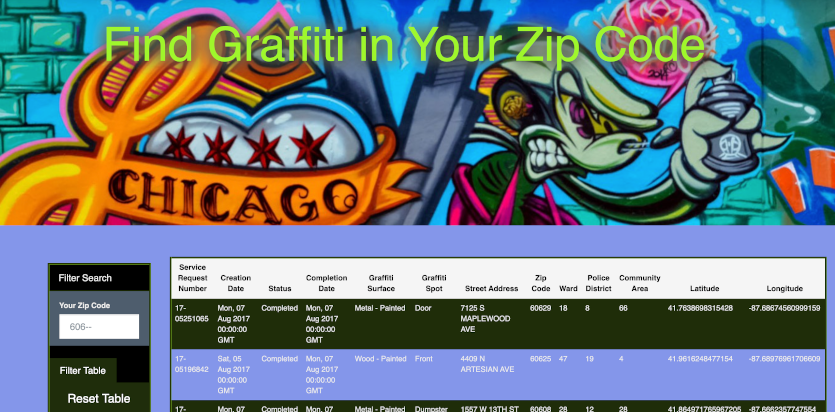 Find Graffiti in Your Zip Code
CHICAGO
Filter Search
Your Zip Code
606--
Filter Table
Reset Table
Service Request Number Creation Date Status Completion Date Graffiti Surface Graffiti Spot Street Address Zip Code Ward Police District Community Area Latitude Longitude
17-05251065 Mon, 07 Aug 2017 00:00:00 GMT Completed Mon, 07 Aug 2017 00:00:00 GMT Metal - Painted Door 7125 S MAPLEWOOD AVE 60629 18 8 66 41.7638698315428 -87.68674560999159
17-05196842 Sat, 05 Aug 2017 00:00:00 GMT Completed Mon, 07 Aug 2017 00:00:00 GMT Wood - Painted Front 4409 N ARTESIAN AVE 60625 47 19 4 41.9616248477154 -87.68976961706609
17- Mon, 07 Completed Mon, 07 Metal - Painted Dumpster 1557 W 13TH ST 60608 28 12 28 41.864971765967205 -87.6662357747554